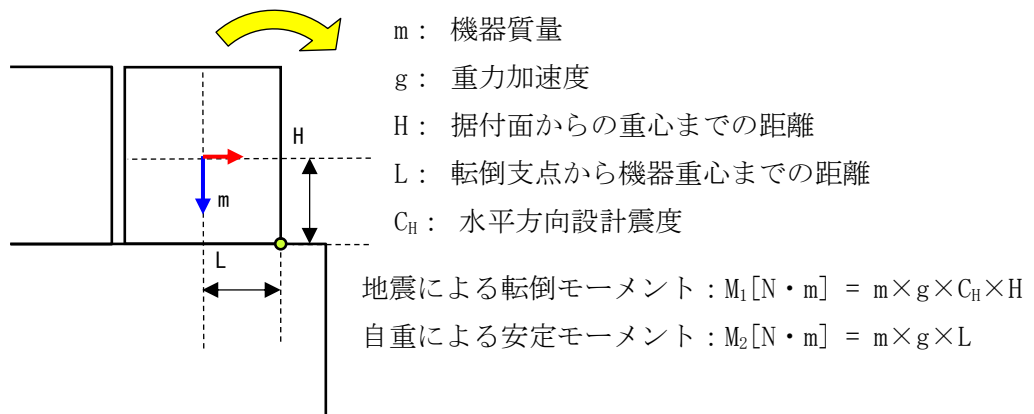 m： 機器質量
g： 重力加速度
H： 据付面からの重心までの距離
L： 転倒支点から機器重心までの距離
C_H： 水平方向設計震度
H
m
L
地震による転倒モーメント：M₁[N・m] = m×g×C_H×H
自重による安定モーメント：M₂[N・m] = m×g×L